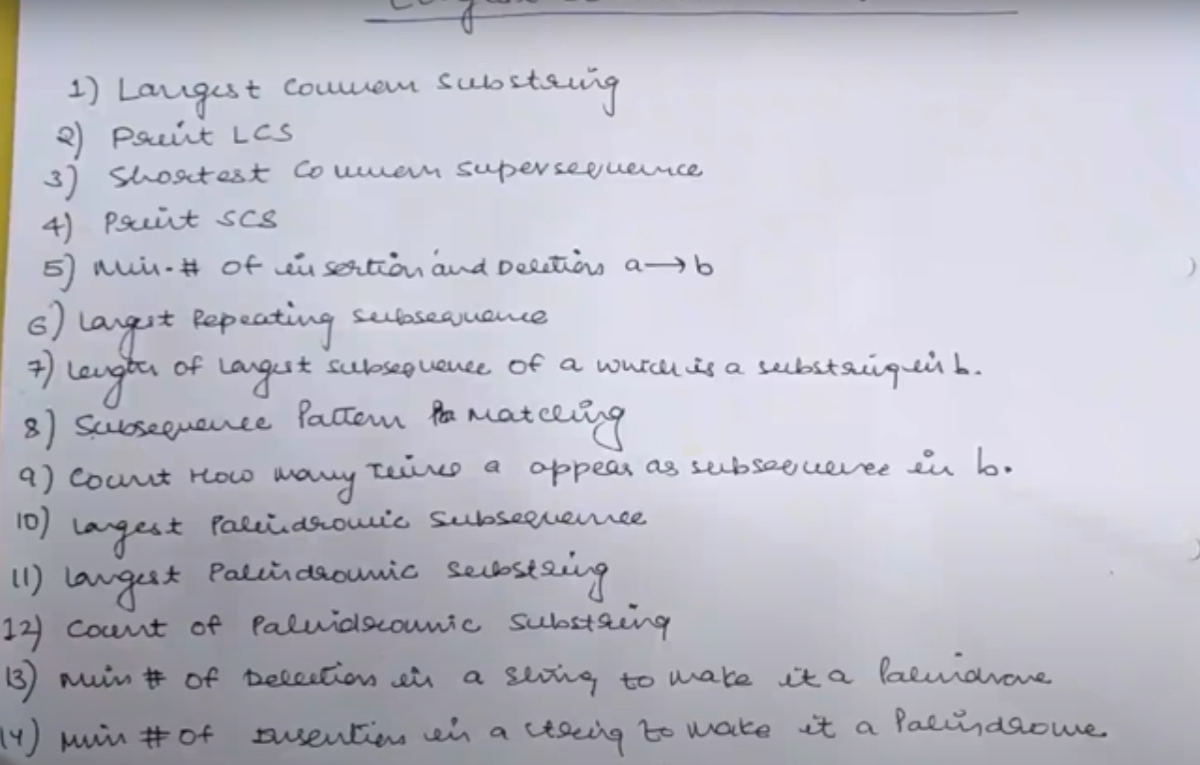 1) Largest Common Substring
2) Print LCS
3) Shortest Common supersequence
4) Print SCS
5) Min. # of insertion and Deletions a→b
6) Largest Repeating subsequence
7) Length of largest subsequence of a which is a substring in b.
8) Subsequence Pattern Matching
9) Count How many Times a appear as subsequence in b.
10) Largest Palindromic Subsequence
11) Largest Palindromic Substring
12) Count of Palindromic Substring
13) Min # of Deletion in a string to make it a Palindrome
14) Min # of Insertion in a string to make it a Palindrome.